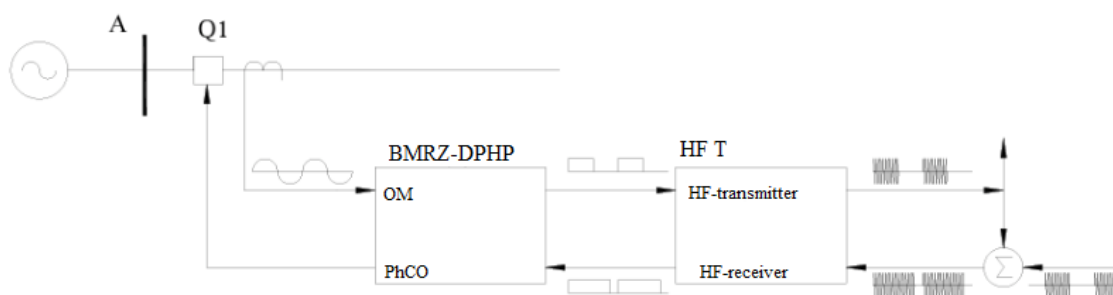 A
Q1
BMRZ-DPHP
HF T
OM
HF-transmitter
PhCO
HF-receiver
Σ